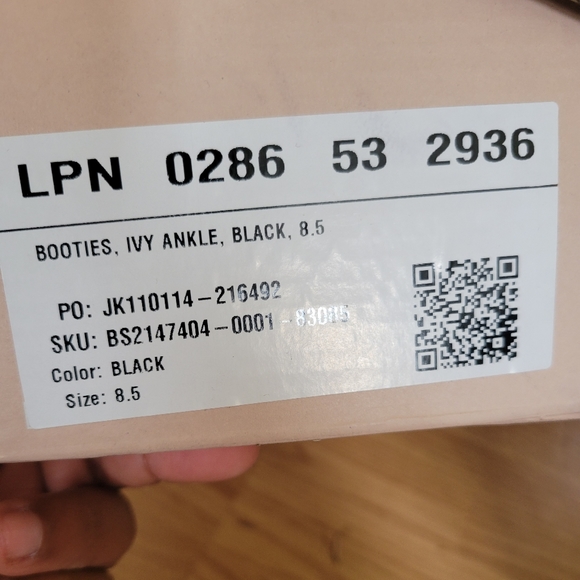 LPN 0286 53 2936
BOOTIES, IVY ANKLE, BLACK, 8.5
PO: JK110114-216492
SKU: BS2147404-0001-83085
Color: BLACK
Size: 8.5